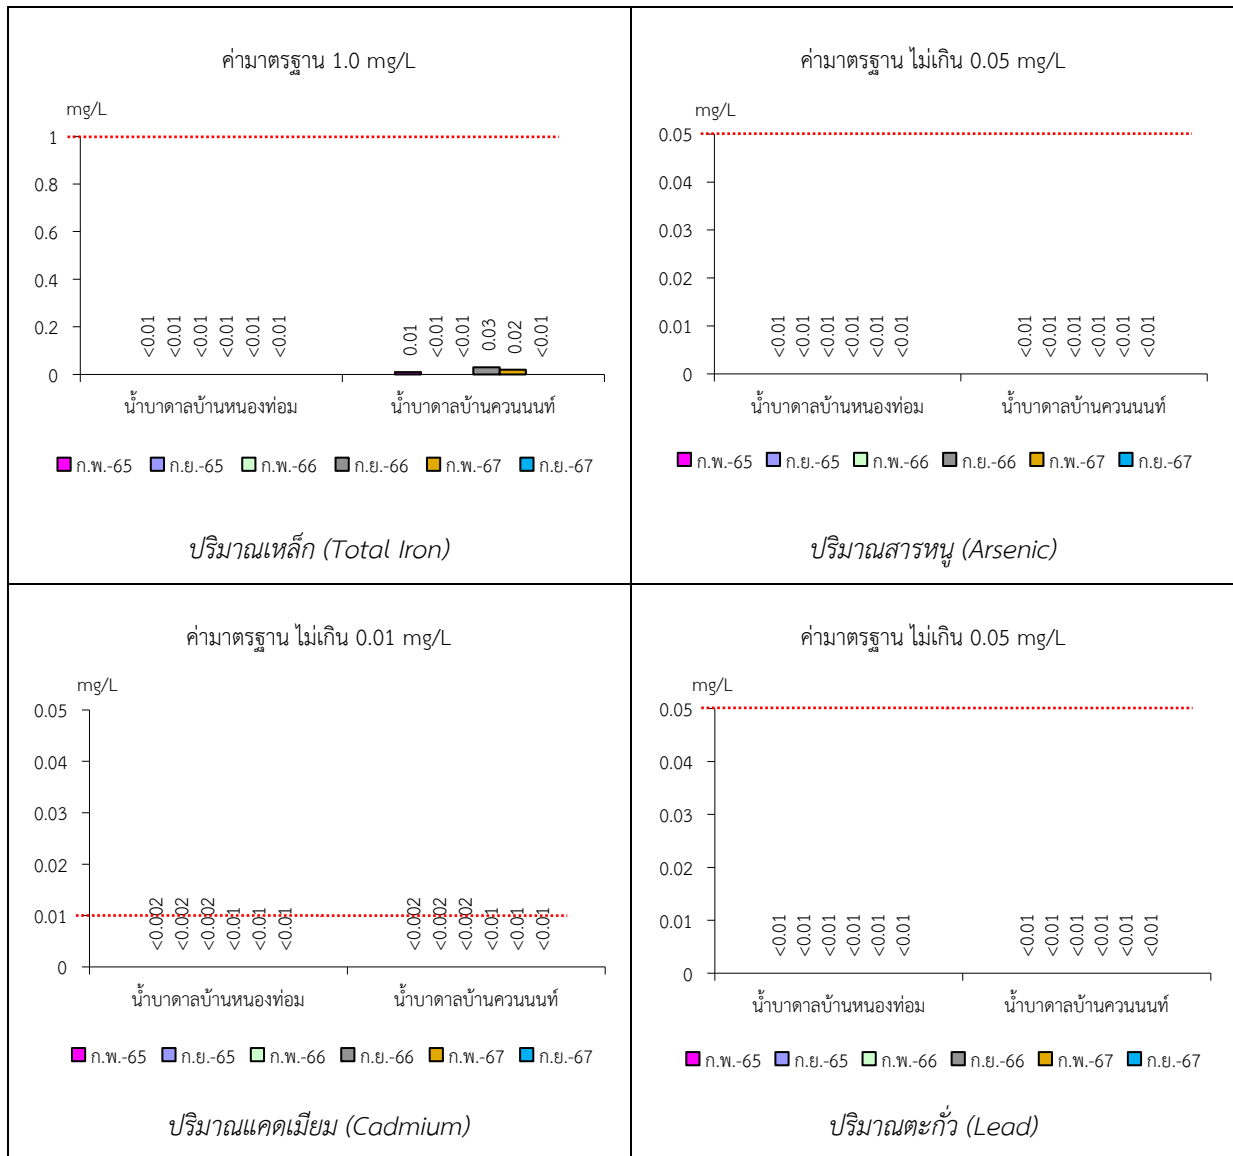 ค่ามาตรฐาน 1.0 mg/L
mg/L
1
0.8
0.6
0.4
0.2
0
<0.01 <0.01 <0.01 <0.01 <0.01 <0.01 0.01 <0.01 <0.01 0.03 0.02 <0.01
น้ำบาดาลบ้านหนองท่อม น้ำบาดาลบ้านควนนนท์
ก.พ.-65 ก.ย.-65 ก.พ.-66 ก.ย.-66 ก.พ.-67 ก.ย.-67
ปริมาณเหล็ก (Total Iron)
ค่ามาตรฐาน ไม่เกิน 0.05 mg/L
mg/L
0.05
0.04
0.03
0.02
0.01
0
<0.01 <0.01 <0.01 <0.01 <0.01 <0.01 <0.01 <0.01 <0.01 <0.01 <0.01 <0.01
น้ำบาดาลบ้านหนองท่อม น้ำบาดาลบ้านควนนนท์
ก.พ.-65 ก.ย.-65 ก.พ.-66 ก.ย.-66 ก.พ.-67 ก.ย.-67
ปริมาณสารหนู (Arsenic)
ค่ามาตรฐาน ไม่เกิน 0.01 mg/L
mg/L
0.05
0.04
0.03
0.02
0.01
0
<0.002 <0.002 <0.002 <0.01 <0.01 <0.01 <0.002 <0.002 <0.002 <0.01 <0.01 <0.01
น้ำบาดาลบ้านหนองท่อม น้ำบาดาลบ้านควนนนท์
ก.พ.-65 ก.ย.-65 ก.พ.-66 ก.ย.-66 ก.พ.-67 ก.ย.-67
ปริมาณแคดเมียม (Cadmium)
ค่ามาตรฐาน ไม่เกิน 0.05 mg/L
mg/L
0.05
0.04
0.03
0.02
0.01
0
<0.01 <0.01 <0.01 <0.01 <0.01 <0.01 <0.01 <0.01 <0.01 <0.01 <0.01 <0.01
น้ำบาดาลบ้านหนองท่อม น้ำบาดาลบ้านควนนนท์
ก.พ.-65 ก.ย.-65 ก.พ.-66 ก.ย.-66 ก.พ.-67 ก.ย.-67
ปริมาณตะกั่ว (Lead)